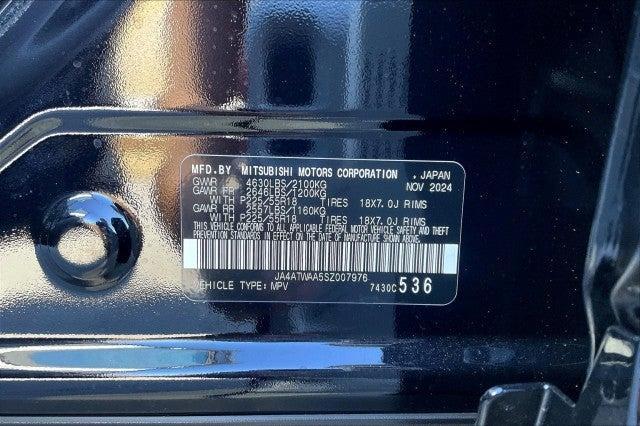 MFD.BY MITSUBISHI MOTORS CORPORATION , JAPAN
GVWR 4630LBS/2100KG NOV 2024
GAWR FR 2646LBS/1200KG
WITH P225/55R18 TIRES 18X7.0J RIMS
GAWR RR 2557LBS/1160KG
WITH P225/55R18 TIRES 18X7.0J RIMS
THIS VEHICLE CONFORMS TO ALL APPLICABLE FEDERAL
MOTOR VEHICLE SAFETY AND THEFT PREVENTION STANDARDS
IN EFFECT ON THE DATE OF MANUFACTURE SHOWN ABOVE.
JA4ATWAA5SZ007976
VEHICLE TYPE: MPV 7430C 536